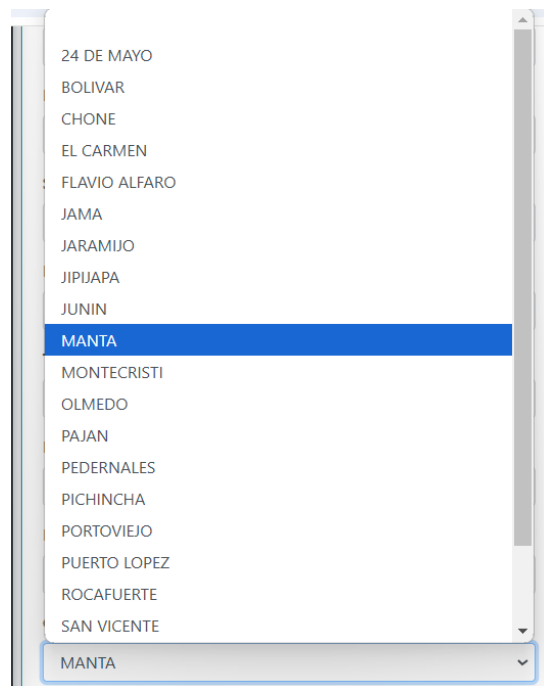 24 DE MAYO
BOLIVAR
CHONE
EL CARMEN
FLAVIO ALFARO
JAMA
JARAMIJO
JIPIJAPA
JUNIN
MANTA
MONTECRISTI
OLMEDO
PAJAN
PEDERNALES
PICHINCHA
PORTOVIEJO
PUERTO LOPEZ
ROCAFUERTE
SAN VICENTE
MANTA